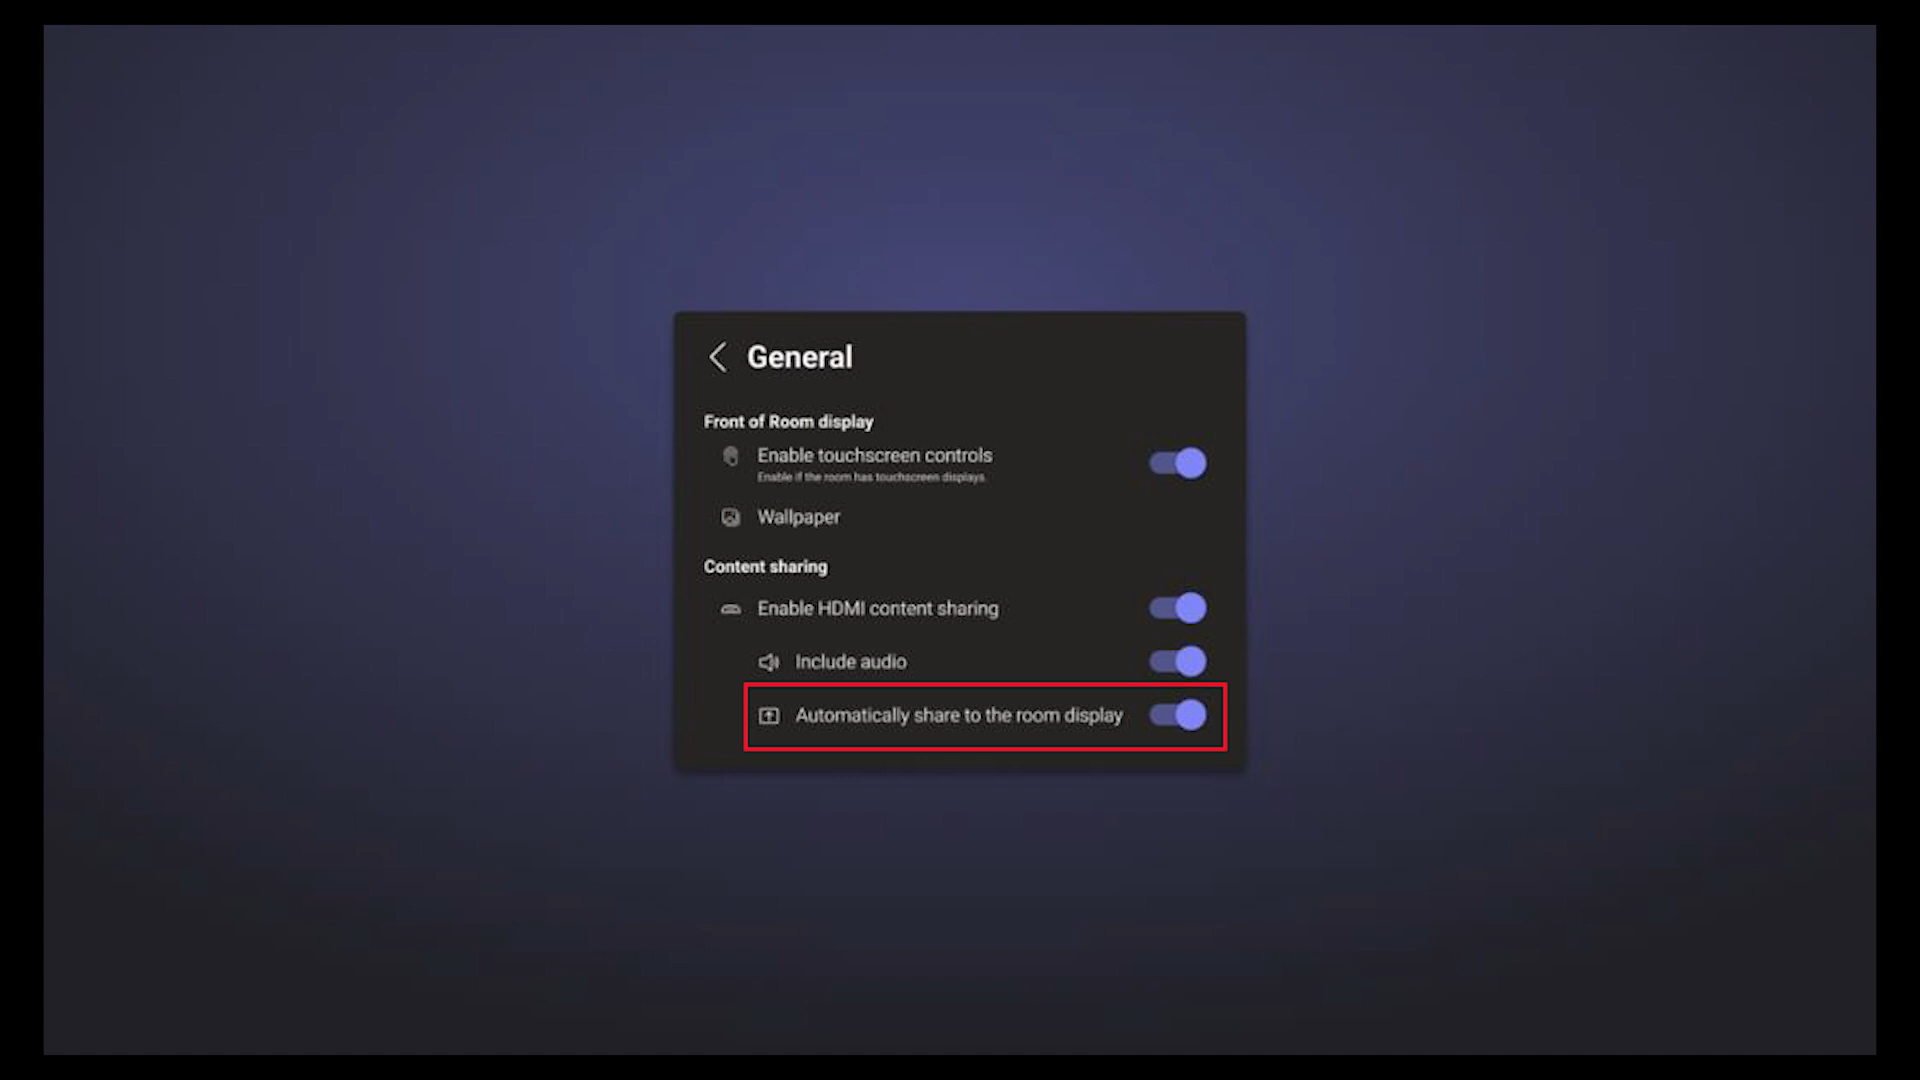 General
Front of Room display
Enable touchscreen controls
Enable if the room has touchscreen displays.
Wallpaper
Content sharing
Enable HDMI content sharing
Include audio
Automatically share to the room display